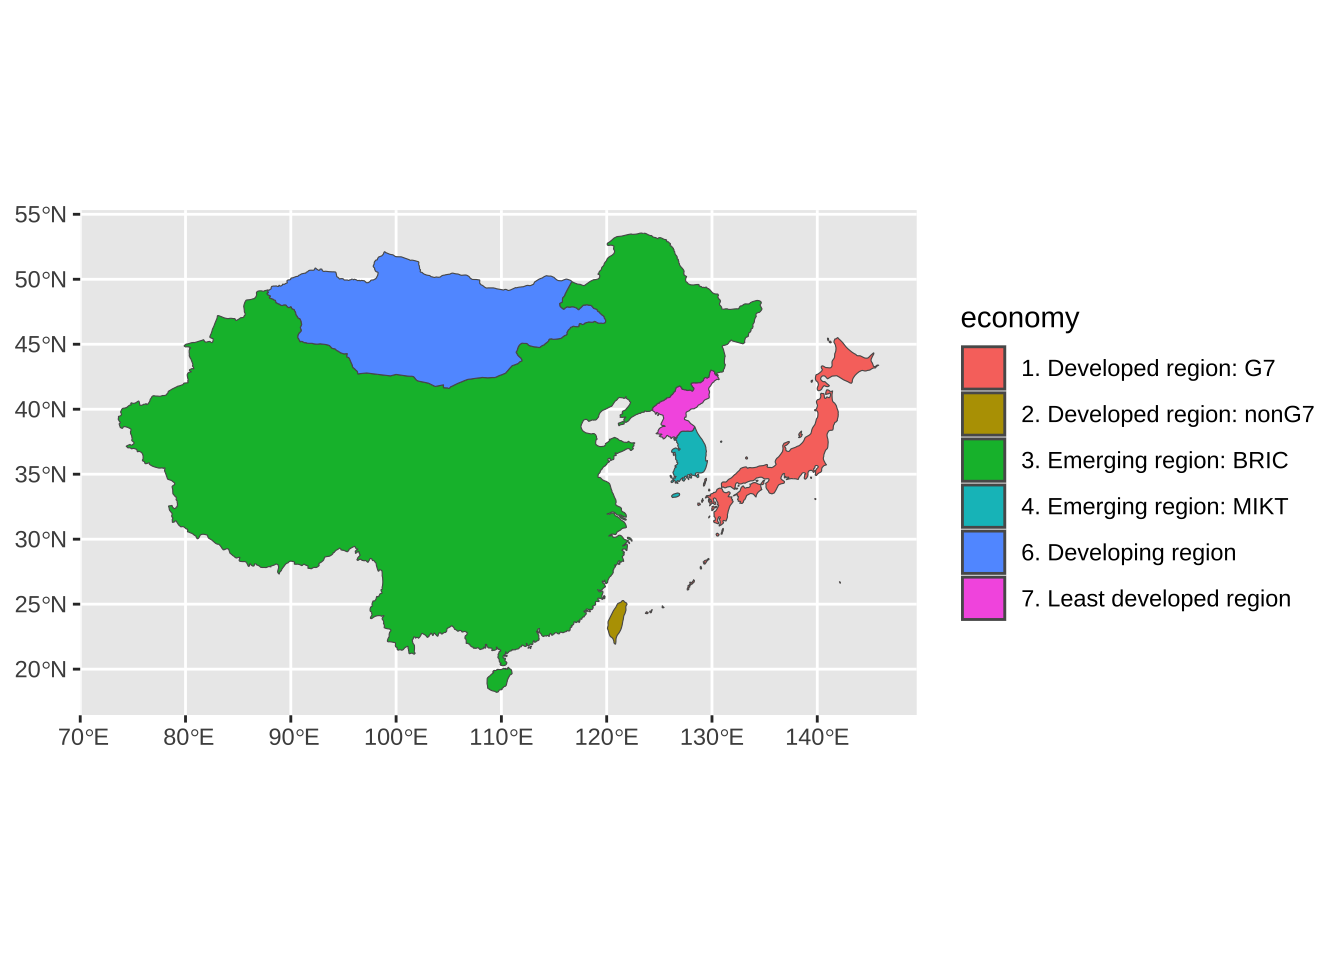 55°N
50°N
45°N
40°N
35°N
30°N
25°N
20°N
70°E 80°E 90°E 100°E 110°E 120°E 130°E 140°E
economy
1. Developed region: G7
2. Developed region: nonG7
3. Emerging region: BRIC
4. Emerging region: MIKT
6. Developing region
7. Least developed region